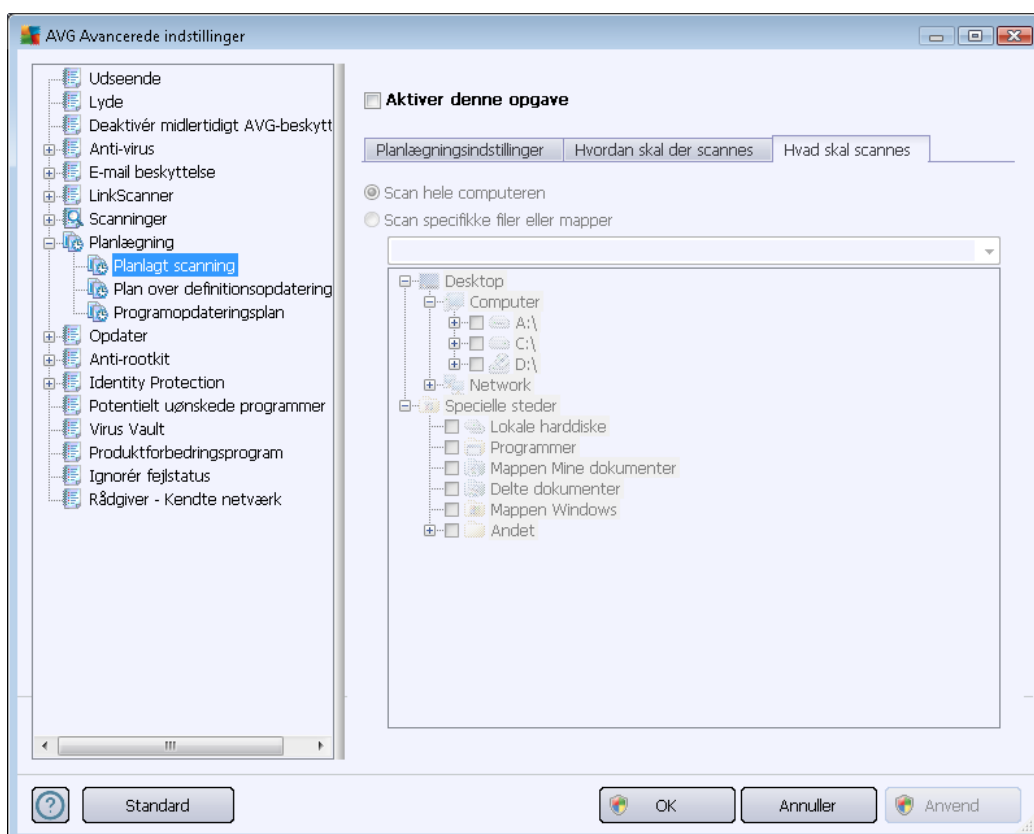 AVG Avancerede indstillinger
Udseende
Lyde
Deaktivér midlertidigt AVG-beskytt
Anti-virus
E-mail beskyttelse
LinkScanner
Scanninger
Planlægning
Planlagt scanning
Plan over definitionsopdatering
Programopdateringsplan
Opdater
Anti-rootkit
Identity Protection
Potentielt uønskede programmer
Virus Vault
Produktforbedringsprogram
Ignorér fejlstatus
Rådgiver - Kendte netværk
Aktiver denne opgave
Planlægningsindstillinger
Hvordan skal der scannes
Hvad skal scannes
Scan hele computeren
Scan specifikke filer eller mapper
Desktop
Computer
A:\
C:\
D:\
Network
Specielle steder
Lokale harddiske
Programmer
Mappen Mine dokumenter
Delte dokumenter
Mappen Windows
Andet
Standard
OK
Annuller
Anvend